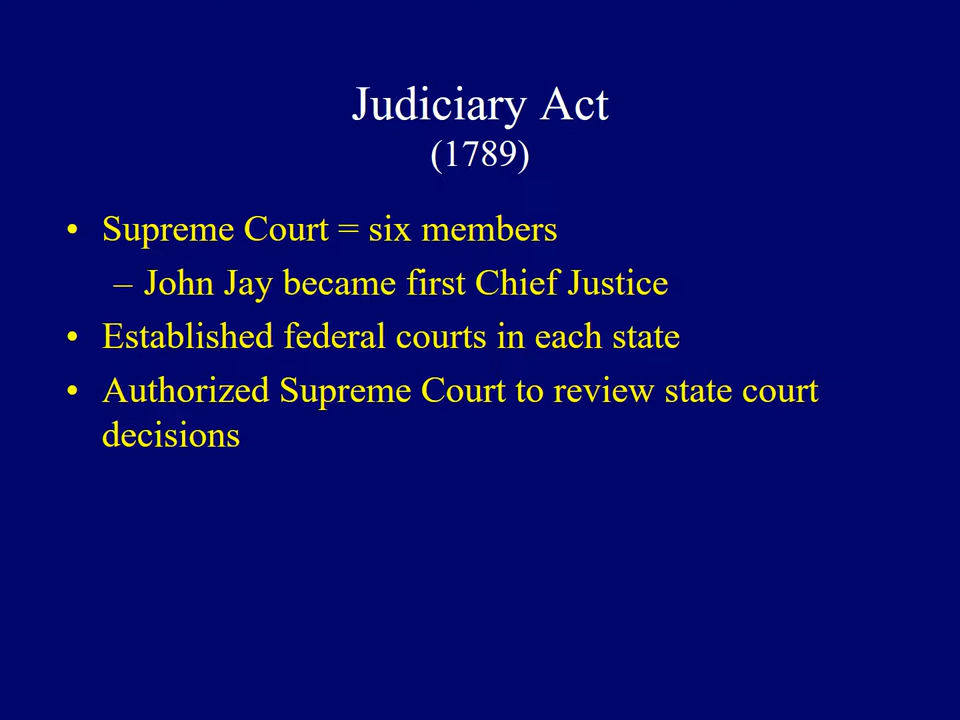 Judiciary Act
(1789)
• Supreme Court = six members
– John Jay became first Chief Justice
• Established federal courts in each state
• Authorized Supreme Court to review state court
decisions